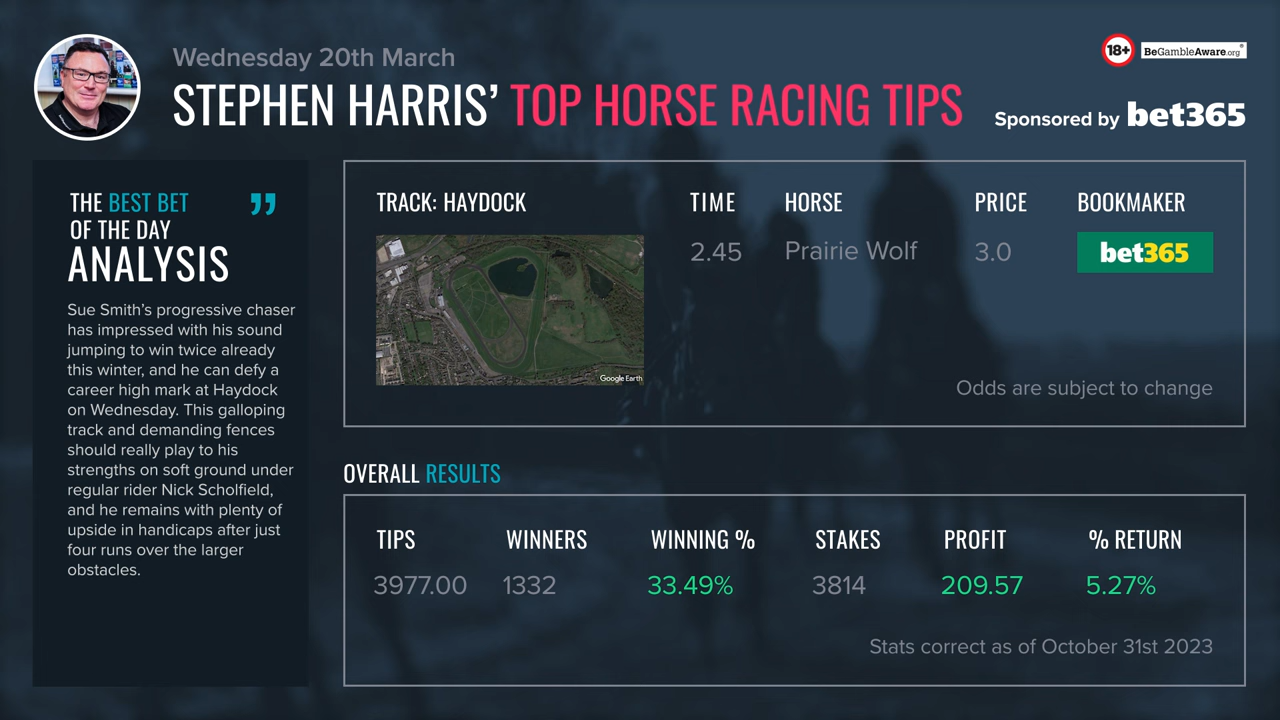 Wednesday 20th March
STEPHEN HARRIS’ TOP HORSE RACING TIPS
18+ BeGambleAware.org®
Sponsored by bet365
THE BEST BET ”
OF THE DAY
ANALYSIS
Sue Smith’s progressive chaser
has impressed with his sound
jumping to win twice already
this winter, and he can defy a
career high mark at Haydock
on Wednesday. This galloping
track and demanding fences
should really play to his
strengths on soft ground under
regular rider Nick Scholfield,
and he remains with plenty of
upside in handicaps after just
four runs over the larger
obstacles.
TRACK: HAYDOCK TIME HORSE PRICE BOOKMAKER
2.45 Prairie Wolf 3.0 bet365
Google Earth
Odds are subject to change
OVERALL RESULTS
TIPS WINNERS WINNING % STAKES PROFIT % RETURN
3977.00 1332 33.49% 3814 209.57 5.27%
Stats correct as of October 31st 2023